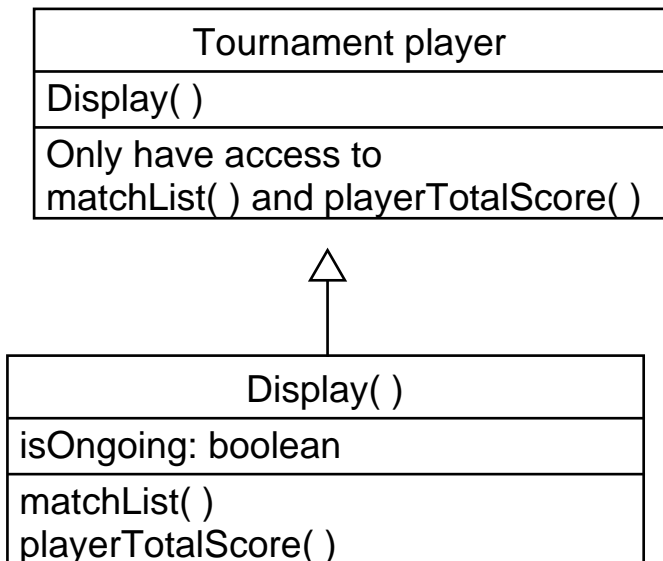 Tournament player
Display( )
Only have access to
matchList( ) and playerTotalScore( )
Display( )
isOngoing: boolean
matchList( )
playerTotalScore( )